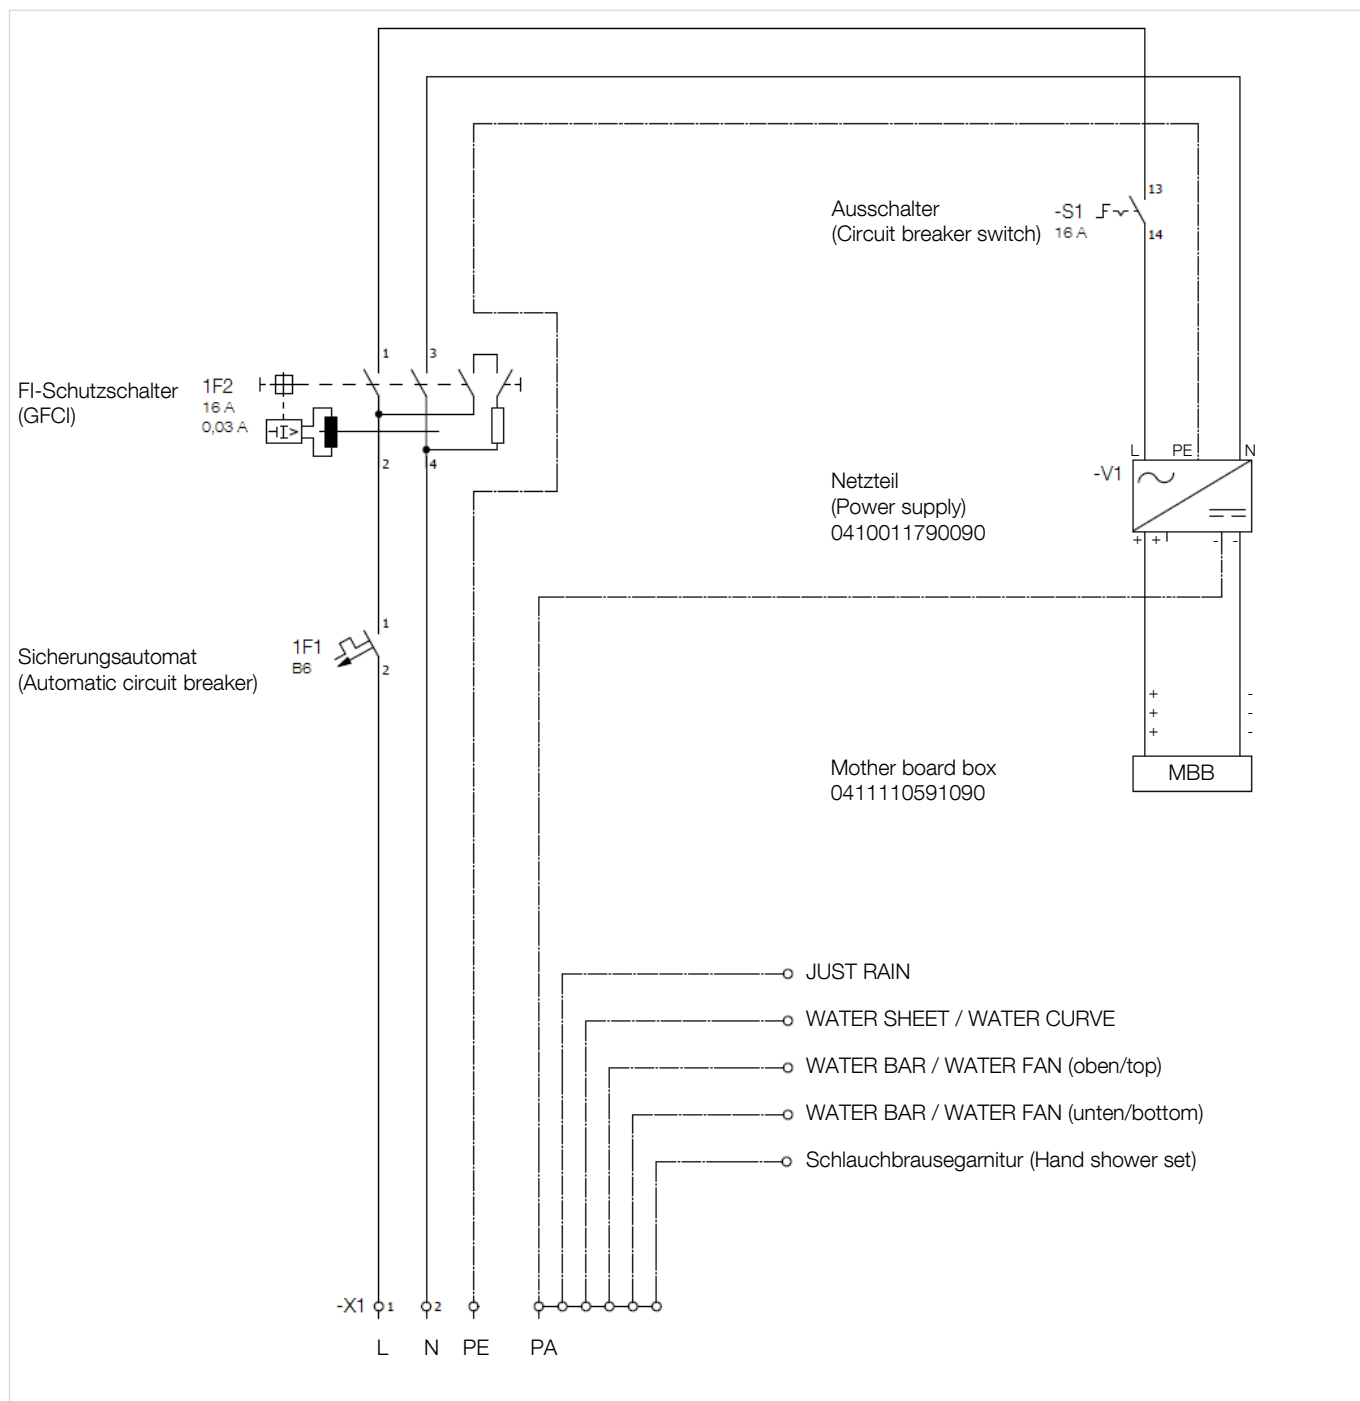 13
Ausschalter
(Circuit breaker switch)
-S1
16 A
14
1
3
FI-Schutzschalter
(GFCI)
1F2
16 A
0,03 A
I>
2
4
L
PE
N
-V1
Netzteil
(Power supply)
0410011790090
+ +
- -
1
Sicherungsautomat
(Automatic circuit breaker)
1F1
B6
2
+ -
+ -
+ -
Mother board box
0411110591090
MBB
JUST RAIN
WATER SHEET / WATER CURVE
WATER BAR / WATER FAN (oben/top)
WATER BAR / WATER FAN (unten/bottom)
Schlauchbrausegarnitur (Hand shower set)
-X1 1 2
L N PE PA